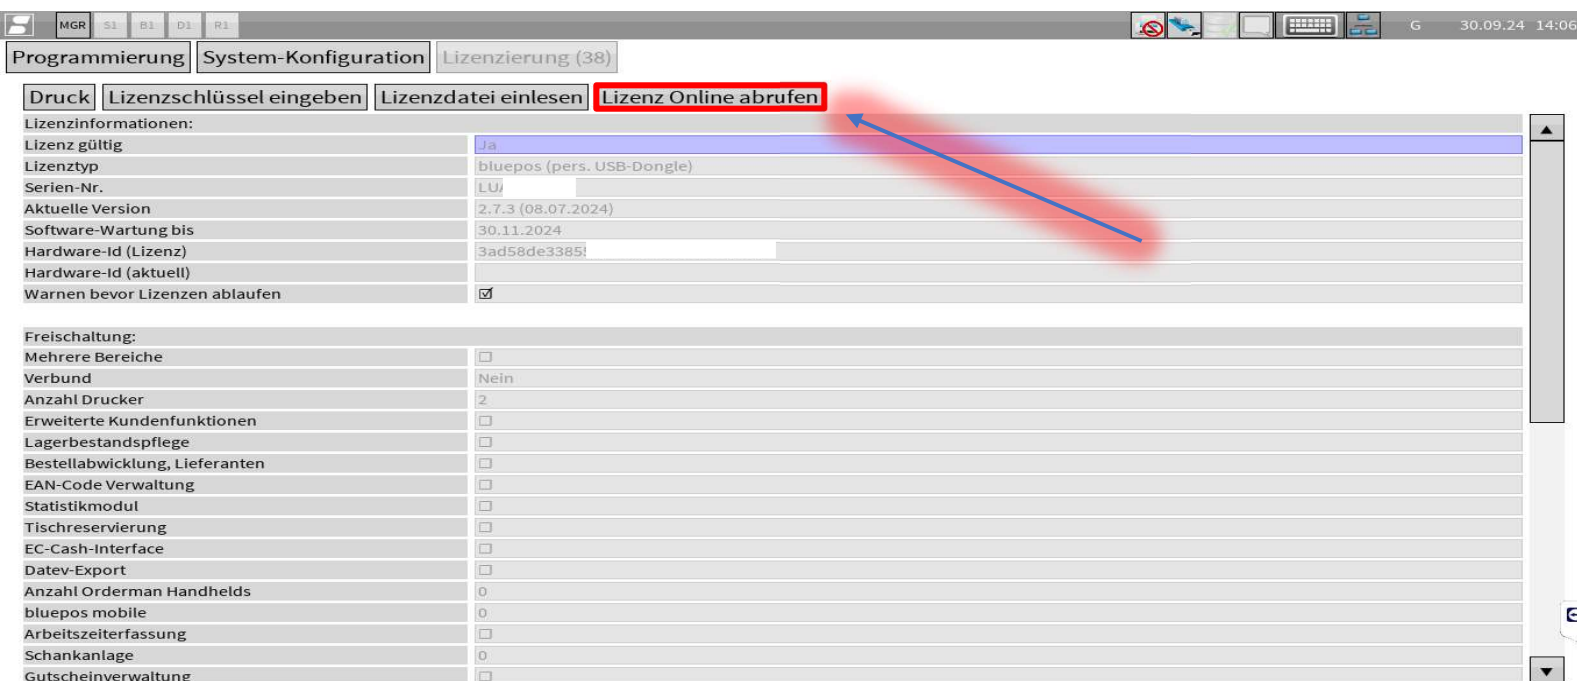 MGR S1 B1 D1 R1 G 30.09.24 14:06
Programmierung System-Konfiguration Lizenzierung (38)
Druck Lizenzschlüssel eingeben Lizenzdatei einlesen Lizenz Online abrufen
Lizenzinformationen:
Lizenz gültig Ja
Lizenztyp bluepos (pers. USB-Dongle)
Serien-Nr. LU
Aktuelle Version 2.7.3 (08.07.2024)
Software-Wartung bis 30.11.2024
Hardware-Id (Lizenz) 3ad58de3385
Hardware-Id (aktuell)
Warnen bevor Lizenzen ablaufen
Freischaltung:
Mehrere Bereiche
Verbund Nein
Anzahl Drucker 2
Erweiterte Kundenfunktionen
Lagerbestandspflege
Bestellabwicklung, Lieferanten
EAN-Code Verwaltung
Statistikmodul
Tischreservierung
EC-Cash-Interface
Datev-Export
Anzahl Orderman Handhelds 0
bluepos mobile 0
Arbeitszeiterfassung
Schankanlage 0
Gutscheinverwaltung